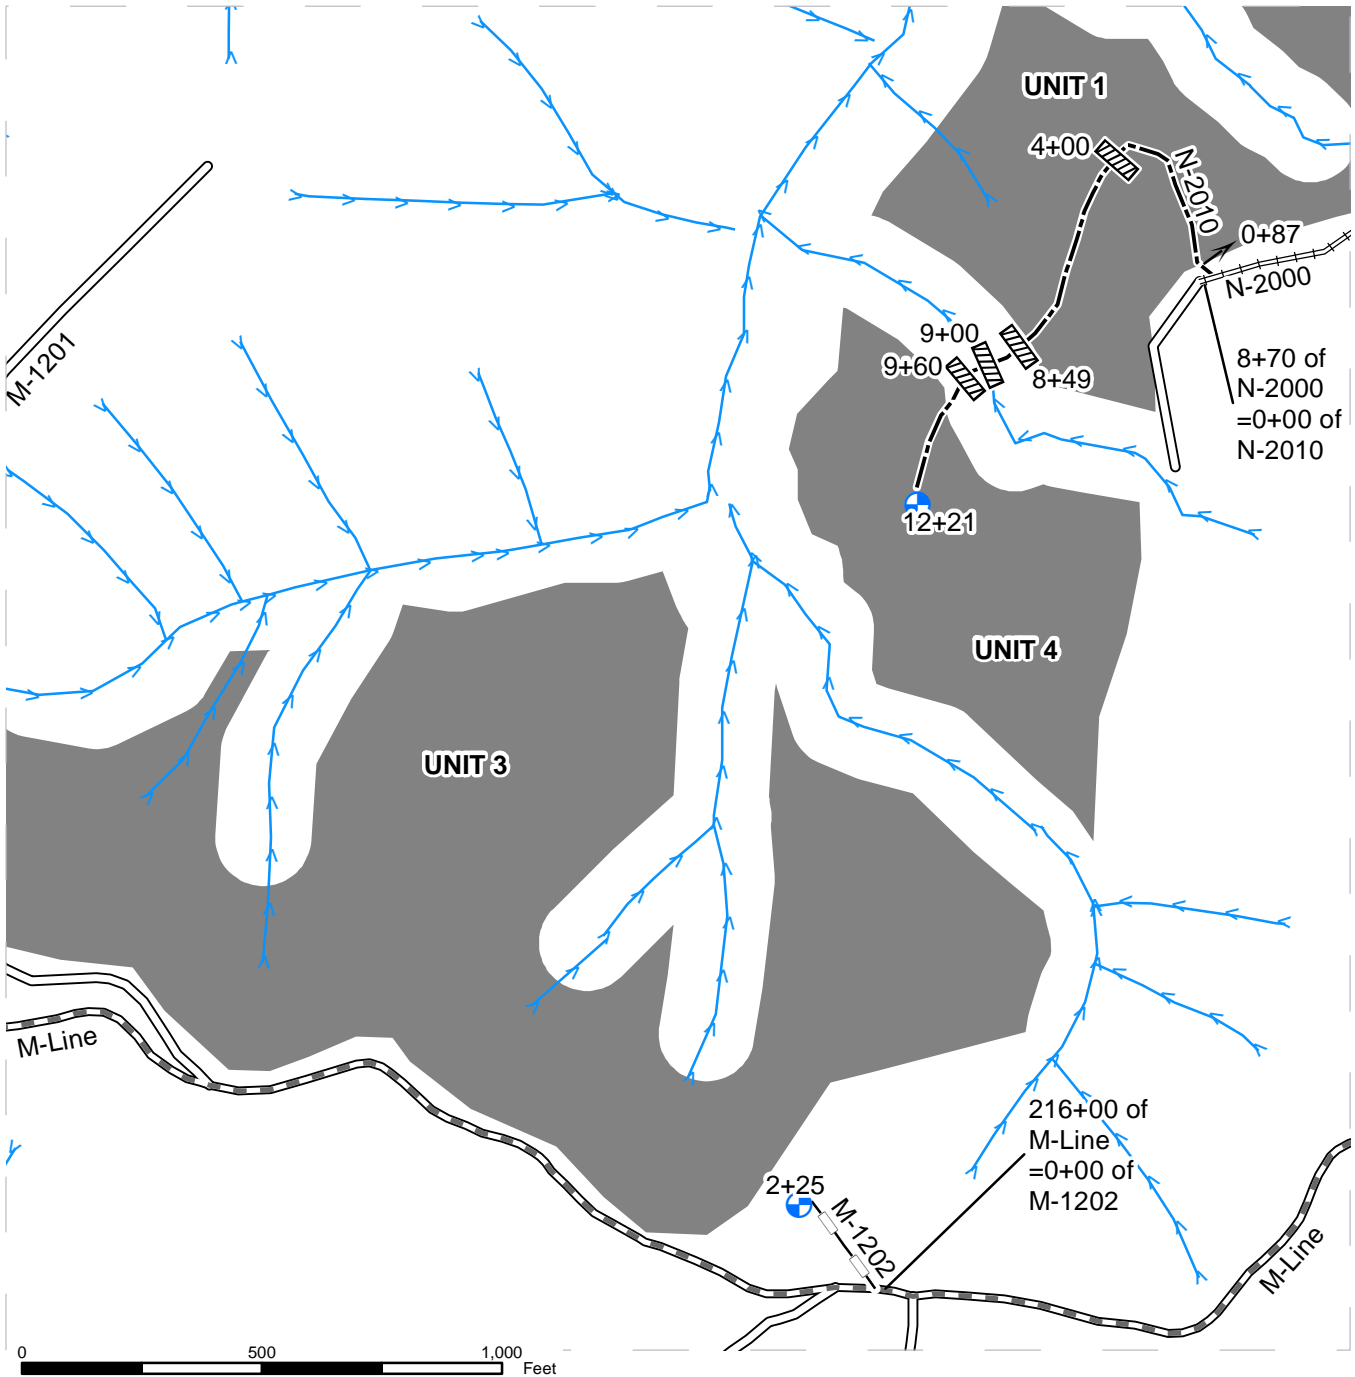 UNIT 1
4+00
N-2010
0+87
N-2000
M-1201
9+00
9+60
8+49
8+70 of
N-2000
=0+00 of
N-2010
12+21
UNIT 4
UNIT 3
M-Line
216+00 of
M-Line
=0+00 of
M-1202
2+25
M-1202
M-Line
0 500 1,000
Feet